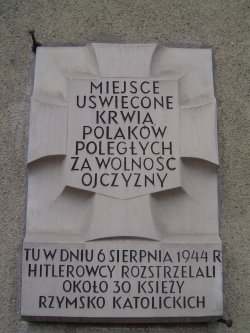 MIEJSCE
UŚWIĘCONE
KRWIĄ
POLAKÓW
POLEGŁYCH
ZA WOLNOŚĆ
OJCZYZNY
TU W DNIU 6 SIERPNIA 1944 R
HITLEROWCY ROZSTRZELALI
OKOŁO 30 KSIĘŻY
RZYMSKO KATOLICKICH